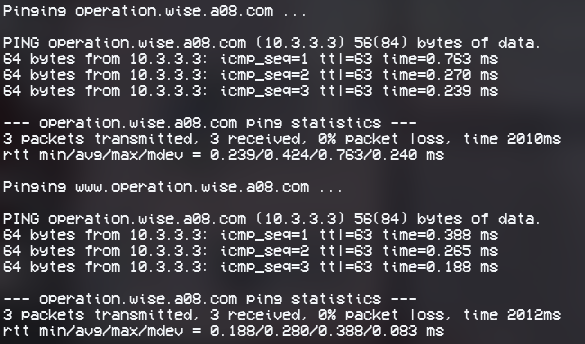 Pinging operation.wise.a08.com ...
PING operation.wise.a08.com (10.3.3.3) 56(84) bytes of data.
64 bytes from 10.3.3.3: icmp_seq=1 ttl=63 time=0.763 ms
64 bytes from 10.3.3.3: icmp_seq=2 ttl=63 time=0.270 ms
64 bytes from 10.3.3.3: icmp_seq=3 ttl=63 time=0.239 ms
--- operation.wise.a08.com ping statistics ---
3 packets transmitted, 3 received, 0% packet loss, time 2010ms
rtt min/avg/max/mdev = 0.239/0.424/0.763/0.240 ms
Pinging www.operation.wise.a08.com ...
PING operation.wise.a08.com (10.3.3.3) 56(84) bytes of data.
64 bytes from 10.3.3.3: icmp_seq=1 ttl=63 time=0.388 ms
64 bytes from 10.3.3.3: icmp_seq=2 ttl=63 time=0.265 ms
64 bytes from 10.3.3.3: icmp_seq=3 ttl=63 time=0.188 ms
--- operation.wise.a08.com ping statistics ---
3 packets transmitted, 3 received, 0% packet loss, time 2012ms
rtt min/avg/max/mdev = 0.188/0.280/0.388/0.083 ms